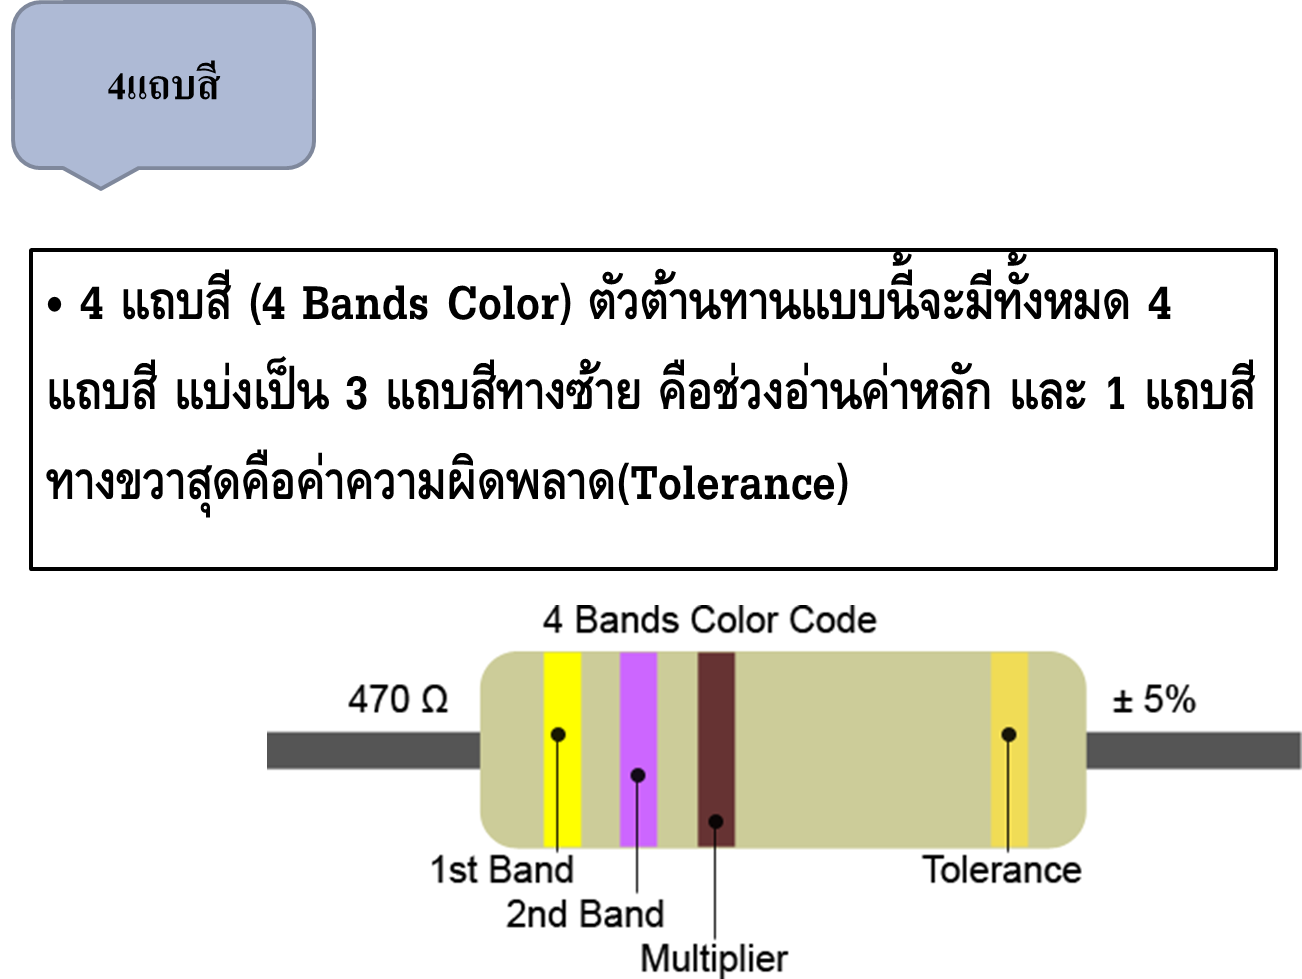 4แถบสี
• 4 แถบสี (4 Bands Color) ตัวต้านทานแบบนี้จะมีทั้งหมด 4
แถบสี แบ่งเป็น 3 แถบสีทางซ้าย คือช่วงอ่านค่าหลัก และ 1 แถบสี
ทางขวาสุดคือค่าความผิดพลาด(Tolerance)
4 Bands Color Code
470 Ω
± 5%
1st Band
Tolerance
2nd Band
Multiplier